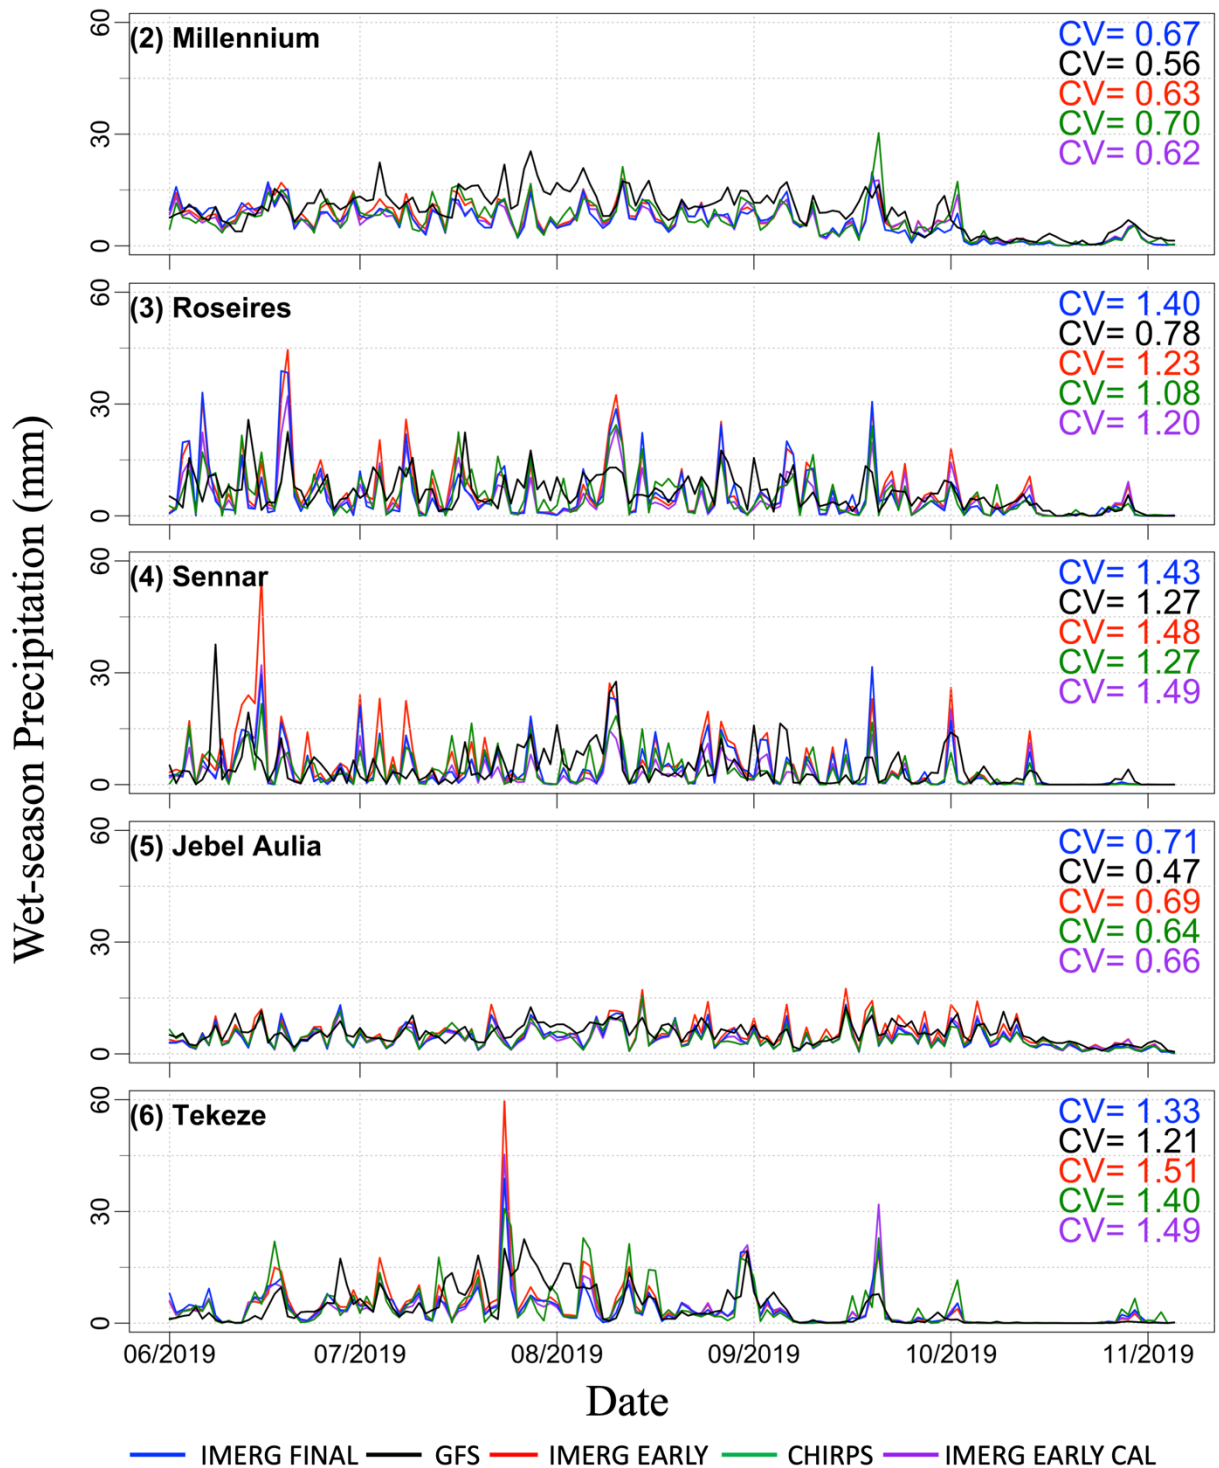 Wet-season Precipitation (mm)
(2) Millennium
60
30
0
CV= 0.67
CV= 0.56
CV= 0.63
CV= 0.70
CV= 0.62
(3) Roseires
60
30
0
CV= 1.40
CV= 0.78
CV= 1.23
CV= 1.08
CV= 1.20
(4) Sennar
60
30
0
CV= 1.43
CV= 1.27
CV= 1.48
CV= 1.27
CV= 1.49
(5) Jebel Aulia
60
30
0
CV= 0.71
CV= 0.47
CV= 0.69
CV= 0.64
CV= 0.66
(6) Tekeze
60
30
0
CV= 1.33
CV= 1.21
CV= 1.51
CV= 1.40
CV= 1.49
06/2019 07/2019 08/2019 09/2019 10/2019 11/2019
Date
IMERG FINAL GFS IMERG EARLY CHIRPS IMERG EARLY CAL